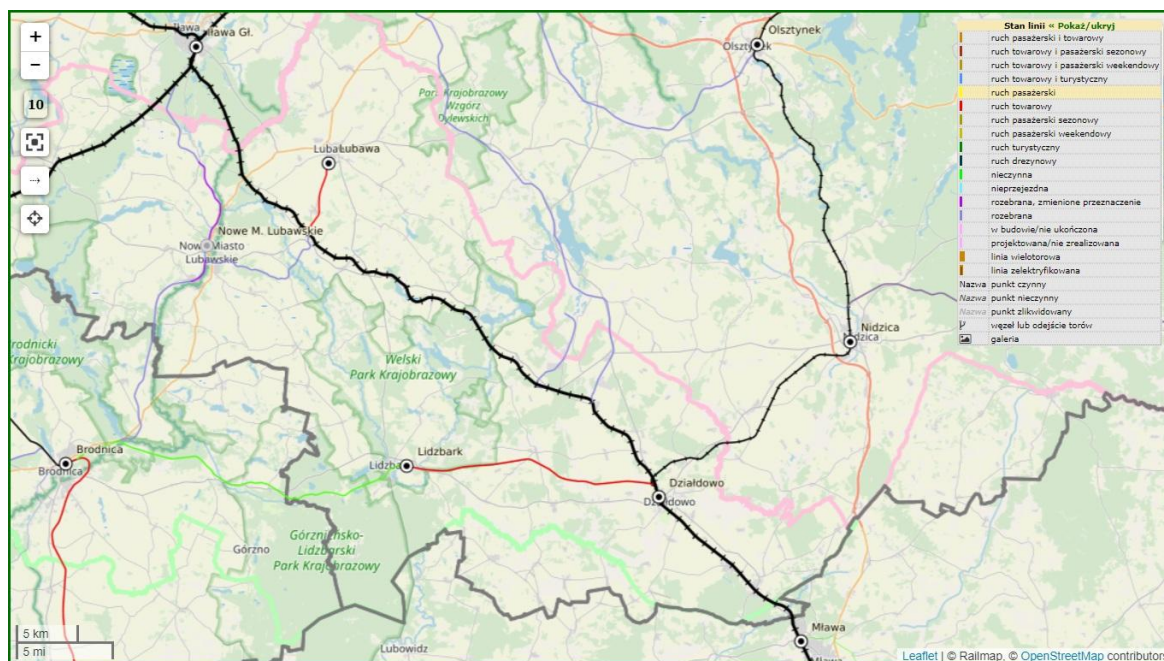 +
−
10
Iława
Iława Gł.
Olsztynek
Olsztynek
Park Krajobrazowy
Wzgórz
Dylewskich
Lubawa
Nowe M. Lubawskie
Nowe Miasto
Lubawskie
Nidzica
Nidzica
Brodnicki
Krajobrazowy
Welski
Park Krajobrazowy
Brodnica
Brodnica
Lidzbark
Działdowo
Działdowo
Górzno
Górznieńsko-
Lidzbarski
Park Krajobrazowy
Lubowidz
Mława
Mława
5 km
5 mi
Stan linii « Pokaż/ukryj
ruch pasażerski i towarowy
ruch towarowy i pasażerski sezonowy
ruch towarowy i pasażerski weekendowy
ruch towarowy i turystyczny
ruch pasażerski
ruch towarowy
ruch pasażerski sezonowy
ruch pasażerski weekendowy
ruch turystyczny
ruch drezynowy
nieczynna
nieprzejezdna
rozebrana, zmienione przeznaczenie
rozebrana
w budowie/nie ukończona
projektowana/nie zrealizowana
linia wielotorowa
linia zelektryfikowana
Nazwa punkt czynny
Nazwa punkt nieczynny
Nazwa punkt zlikwidowany
węzeł lub odejście torów
galeria
Leaflet | © Railmap, © OpenStreetMap contributors